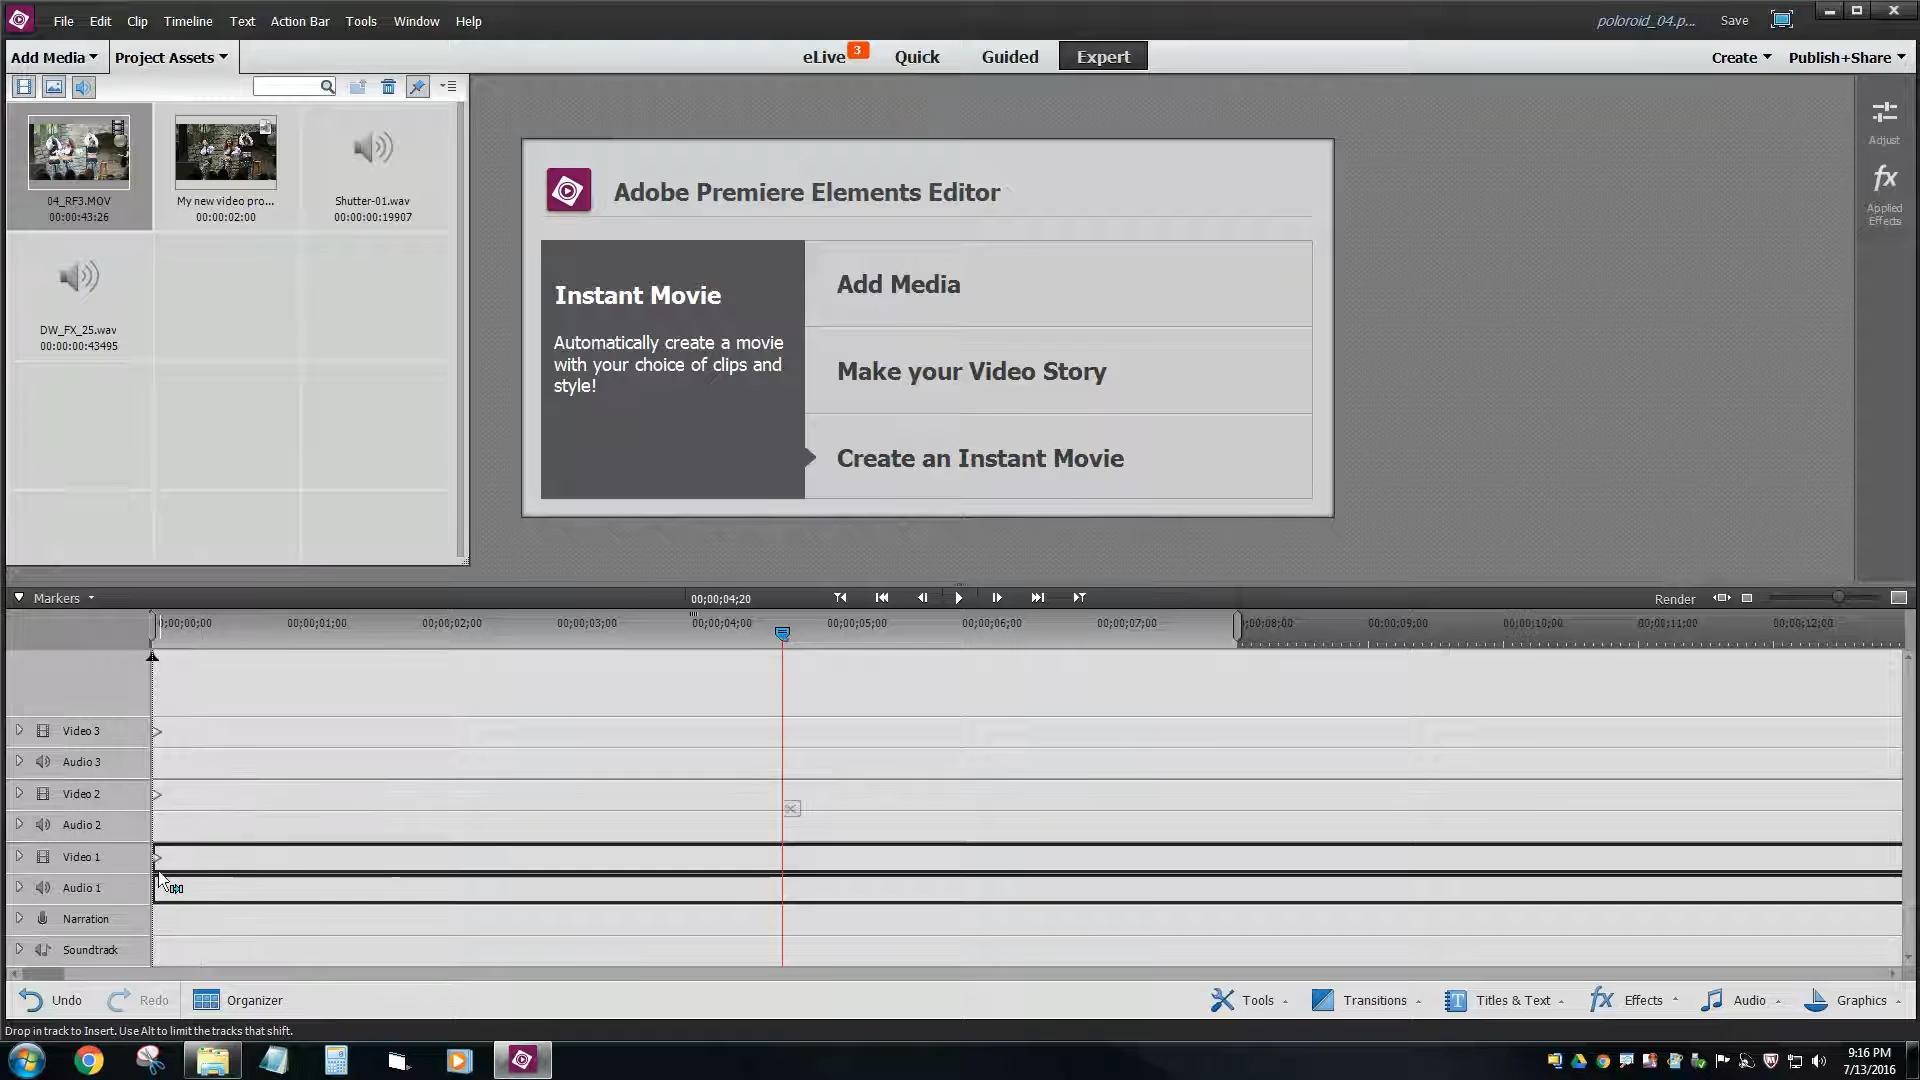 File Edit Clip Timeline Text Action Bar Tools Window Help
poloroid_04.p... Save
Add Media Project Assets
eLive 3 Quick Guided Expert
Create Publish+Share
04_RF3.MOV
00:00:43:26
My new video pro...
00:00:02:00
Shutter-01.wav
00:00:00:19907
DW_FX_25.wav
00:00:00:43495
Adobe Premiere Elements Editor
Instant Movie
Automatically create a movie
with your choice of clips and
style!
Add Media
Make your Video Story
Create an Instant Movie
Adjust
fx
Applied
Effects
Markers 00;00;04;20 Render
;00;00;00 00;00;01;00 00;00;02;00 00;00;03;00 00;00;04;00 00;00;05;00 00;00;06;00 00;00;07;00 0;00;08;00 00;00;09;00 00;00;10;00 00;00;11;00 00;00;12;00
Video 3
Audio 3
Video 2
Audio 2
Video 1
Audio 1
Narration
Soundtrack
Undo Redo Organizer Tools Transitions T Titles & Text fx Effects Audio Graphics
Drop in track to Insert. Use Alt to limit the tracks that shift.
9:16 PM
7/13/2016